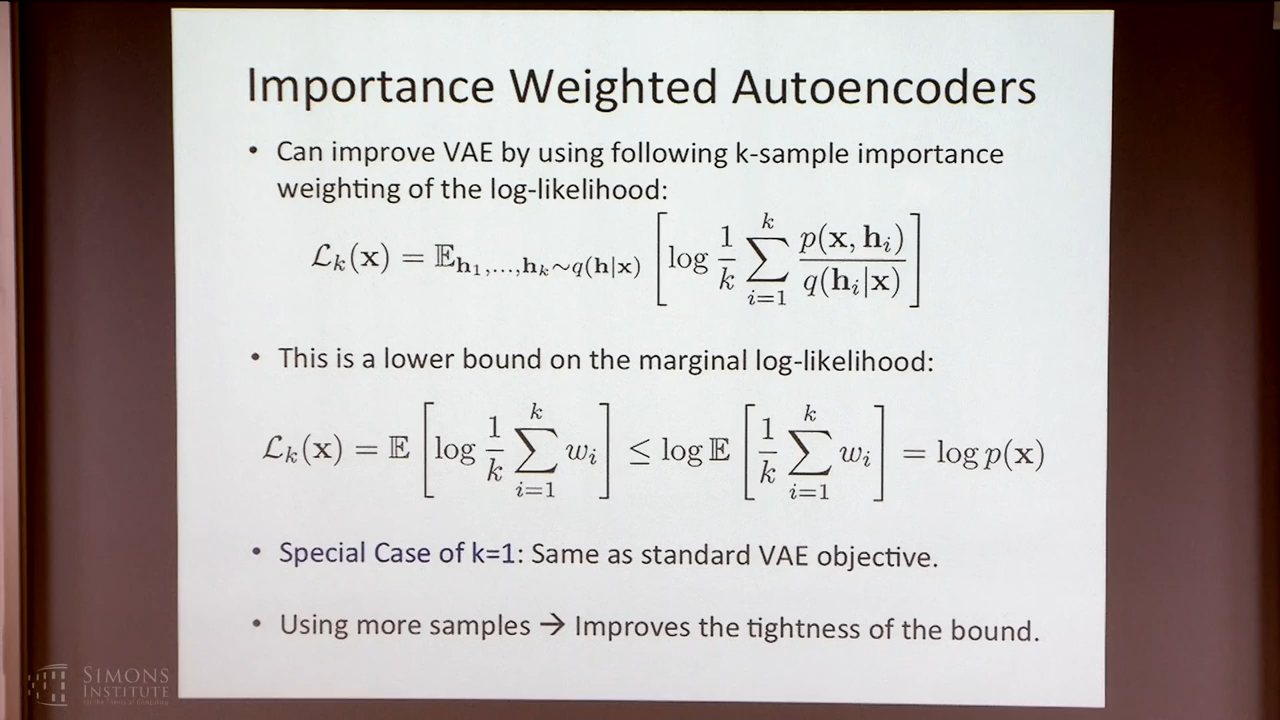 Importance Weighted Autoencoders
• Can improve VAE by using following k-sample importance
weighting of the log-likelihood:
$\mathcal{L}_k(\mathbf{x}) = \mathbb{E}_{\mathbf{h}_1,\ldots,\mathbf{h}_k \sim q(\mathbf{h}|\mathbf{x})} \left[ \log \frac{1}{k} \sum_{i=1}^{k} \frac{p(\mathbf{x}, \mathbf{h}_i)}{q(\mathbf{h}_i|\mathbf{x})} \right]$
• This is a lower bound on the marginal log-likelihood:
$\mathcal{L}_k(\mathbf{x}) = \mathbb{E} \left[ \log \frac{1}{k} \sum_{i=1}^{k} w_i \right] \leq \log \mathbb{E} \left[ \frac{1}{k} \sum_{i=1}^{k} w_i \right] = \log p(\mathbf{x})$
• Special Case of k=1: Same as standard VAE objective.
• Using more samples → Improves the tightness of the bound.
SIMONS
INSTITUTE
for the Theory of Computing